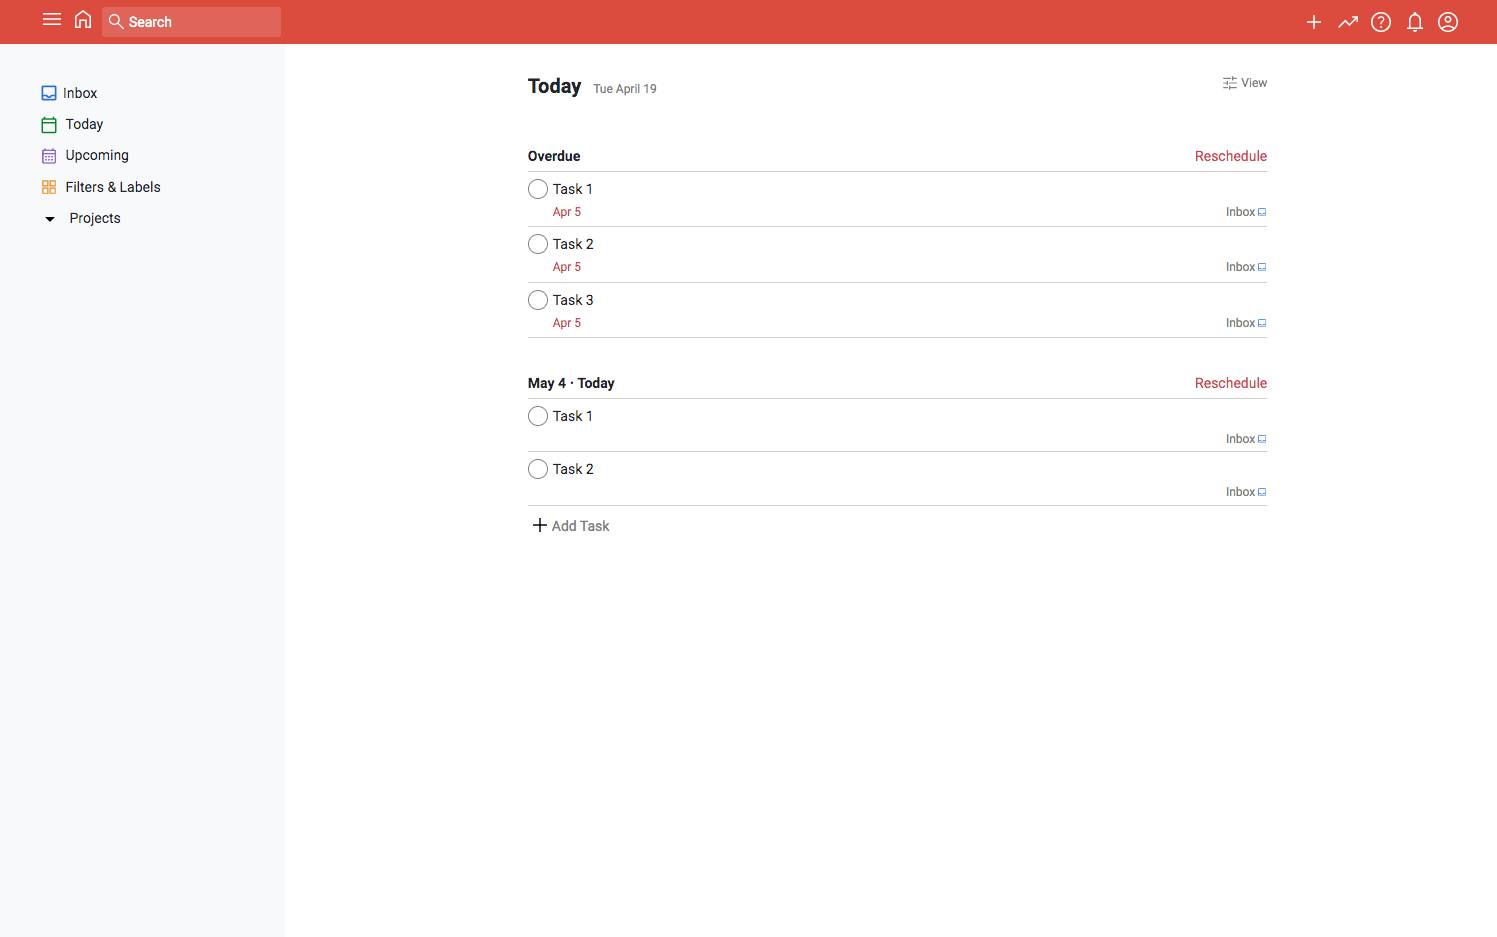 Search
Inbox
Today
Upcoming
Filters & Labels
Projects
Today Tue April 19
View
Overdue
Reschedule
Task 1
Apr 5
Inbox
Task 2
Apr 5
Inbox
Task 3
Apr 5
Inbox
May 4 · Today
Reschedule
Task 1
Inbox
Task 2
Inbox
Add Task